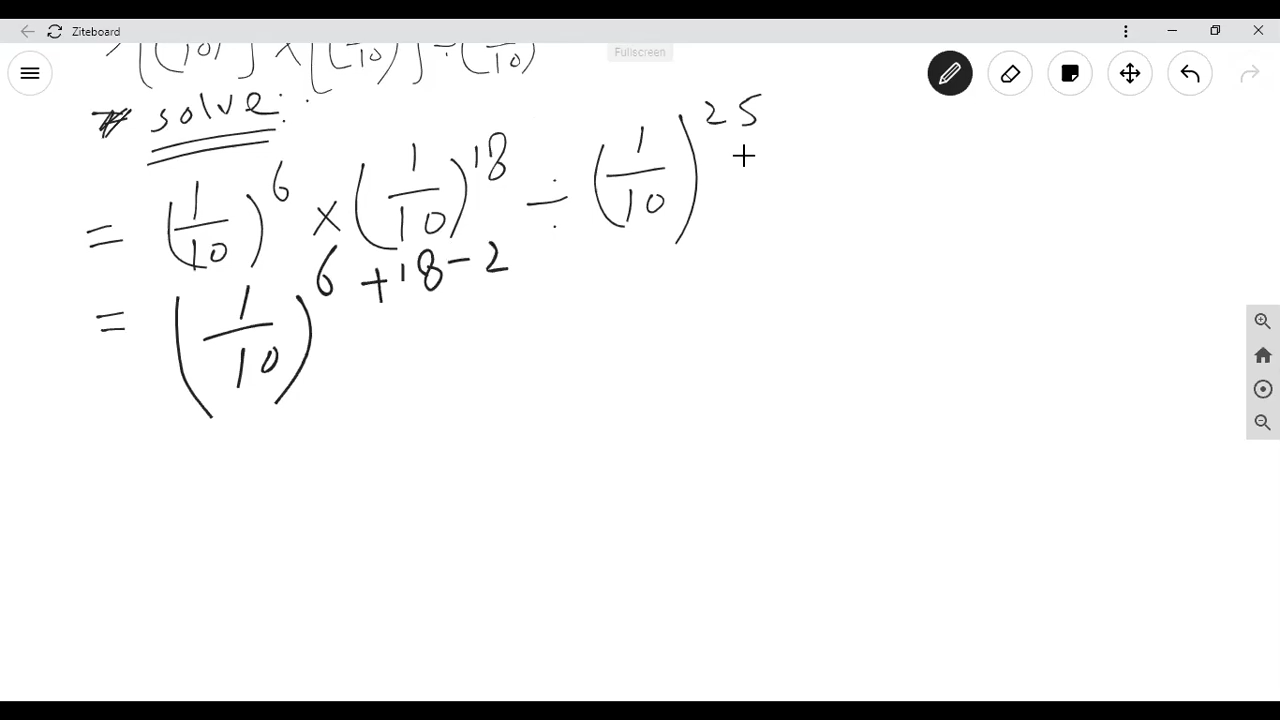 Ziteboard
Fullscreen
solve:
= (1/10)^6 × (1/10)^18 ÷ (1/10)^25
= (1/10)^6+18-2